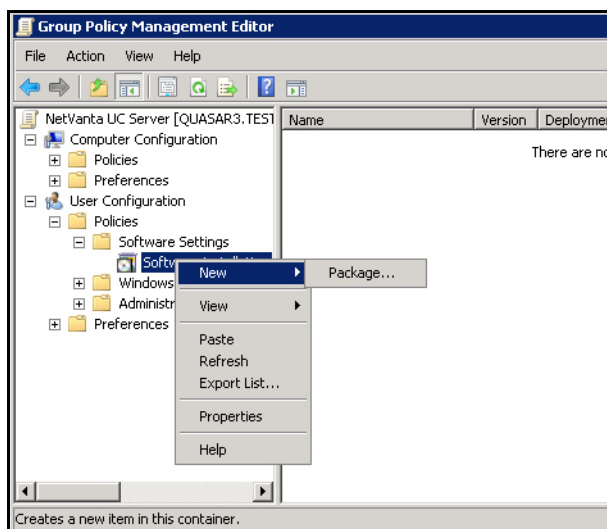 Group Policy Management Editor
File Action View Help
NetVanta UC Server [QUASAR3.TEST
Name Version Deployme
Computer Configuration
There are no
Policies
Preferences
User Configuration
Policies
Software Settings
Softw
New
Package...
Windows
View
Administr
Preferences
Paste
Refresh
Export List...
Properties
Help
Creates a new item in this container.